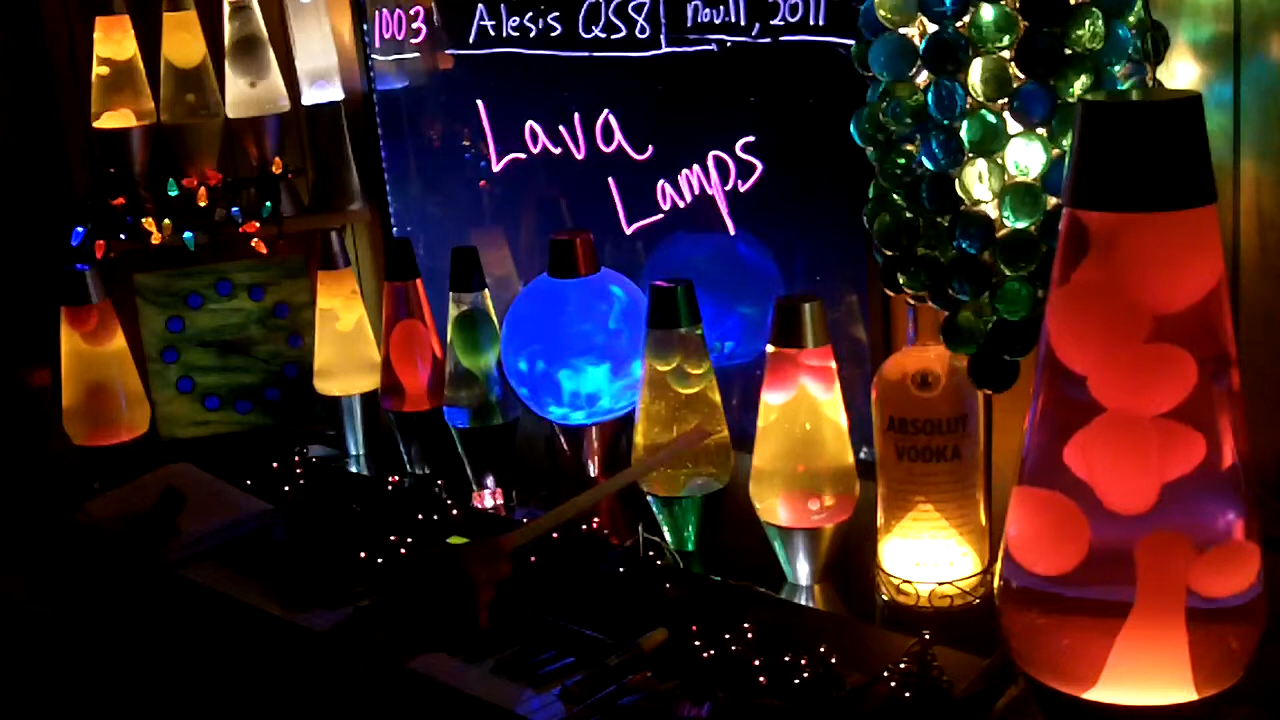 1003 Alesis QS8 nov.11, 2011
Lava
Lamps
ABSOLUT
VODKA